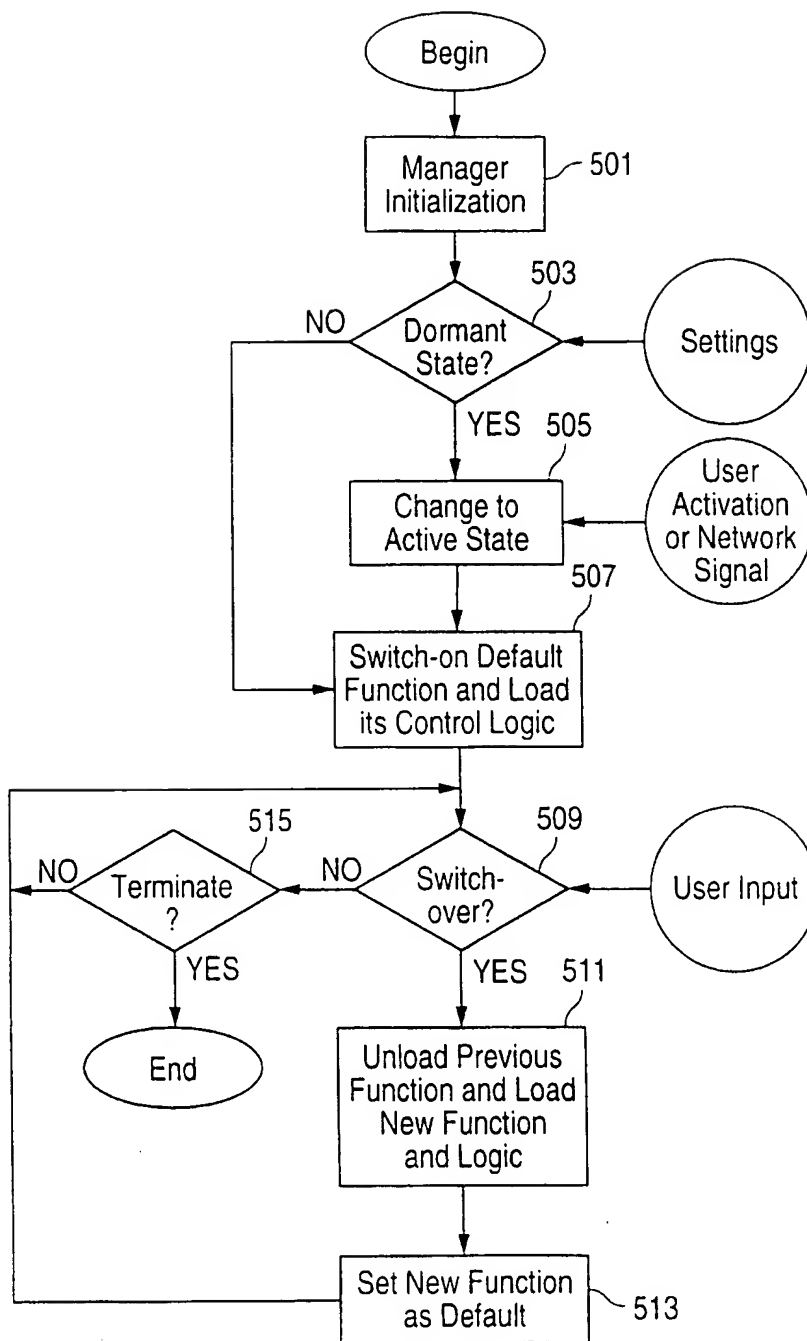 Begin
Manager
Initialization
501
503
Dormant
State?
NO
YES
Settings
505
Change to
Active State
User
Activation
or Network
Signal
507
Switch-on Default
Function and Load
its Control Logic
509
Switch-
over?
NO
YES
User Input
515
Terminate
?
NO
YES
End
511
Unload Previous
Function and Load
New Function
and Logic
Set New Function
as Default
513